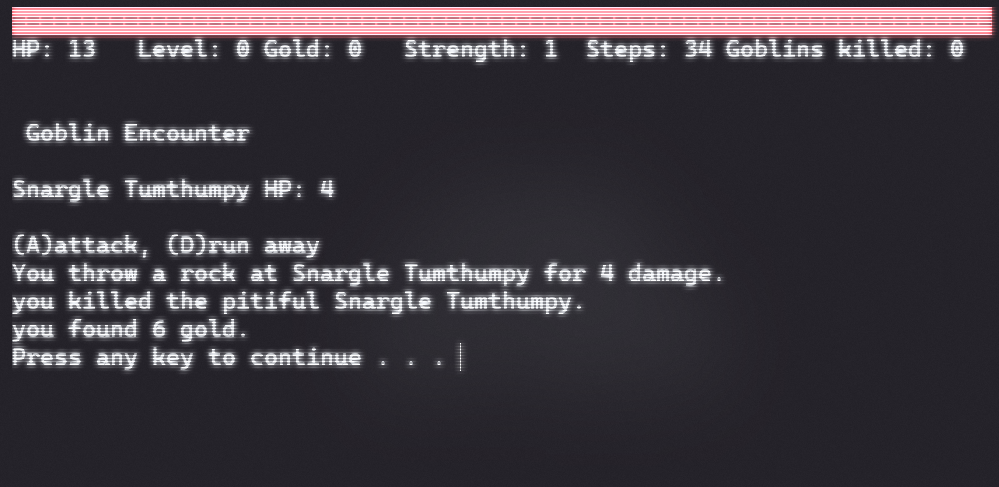 HP: 13   Level: 0 Gold: 0   Strength: 1  Steps: 34 Goblins killed: 0
Goblin Encounter
Snargle Tumthumpy HP: 4
(A)attack, (D)run away
You throw a rock at Snargle Tumthumpy for 4 damage.
you killed the pitiful Snargle Tumthumpy.
you found 6 gold.
Press any key to continue . . .